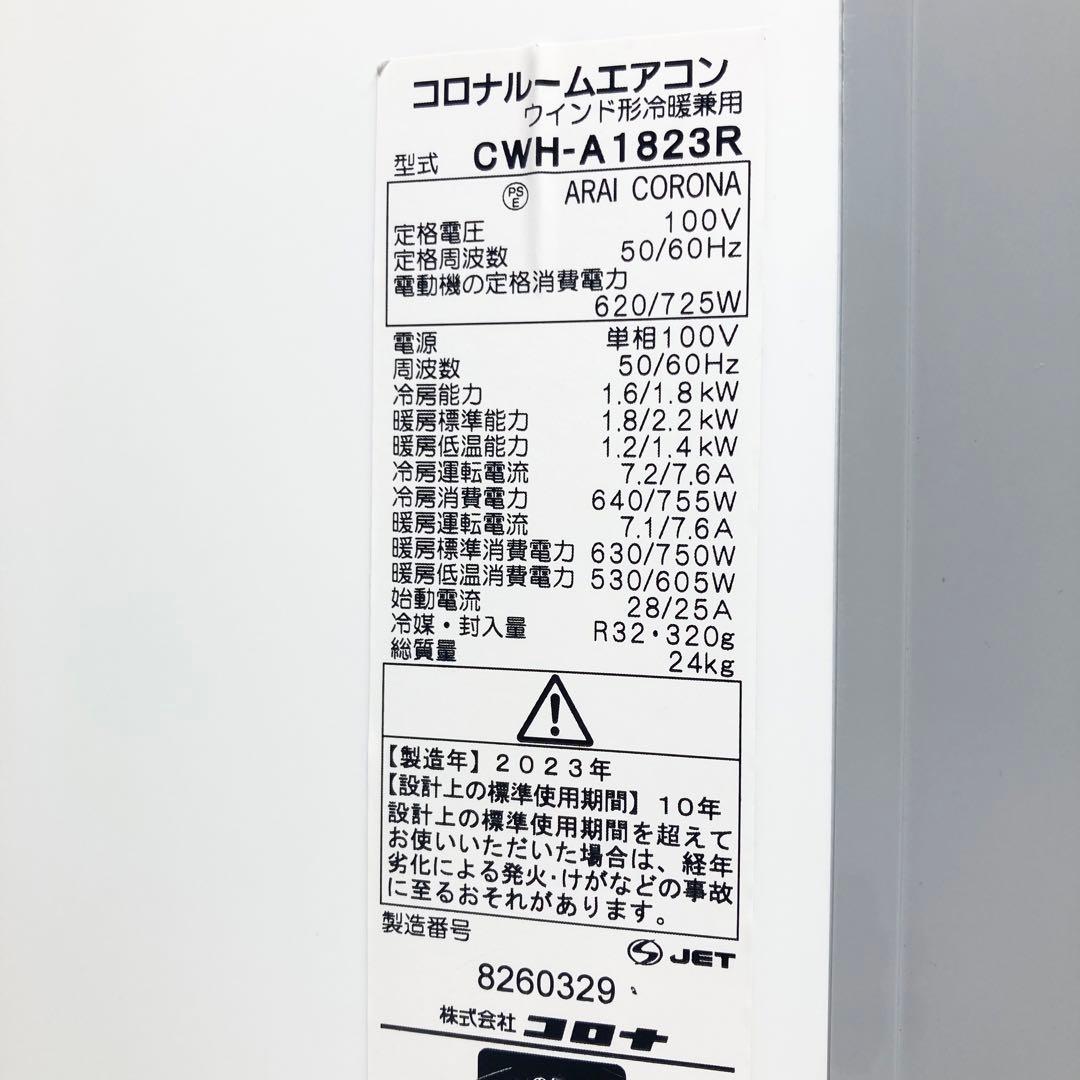 コロナルームエアコン
ウインド形冷暖兼用
型式 CWH-A1823R
PSE ARAI CORONA
定格電圧 100V
定格周波数 50/60Hz
電動機の定格消費電力
620/725W
電源 単相100V
周波数 50/60Hz
冷房能力 1.6/1.8kW
暖房標準能力 1.8/2.2kW
暖房低温能力 1.2/1.4kW
冷房運転電流 7.2/7.6A
冷房消費電力 640/755W
暖房運転電流 7.1/7.6A
暖房標準消費電力 630/750W
暖房低温消費電力 530/605W
始動電流 28/25A
冷媒・封入量 R32・320g
総質量 24kg
【製造年】2023年
【設計上の標準使用期間】10年
設計上の標準使用期間を超えて
お使いいただいた場合は、経年
劣化による発火・けがなどの事故
に至るおそれがあります。
製造番号
JET
8260329
株式会社 コロナ